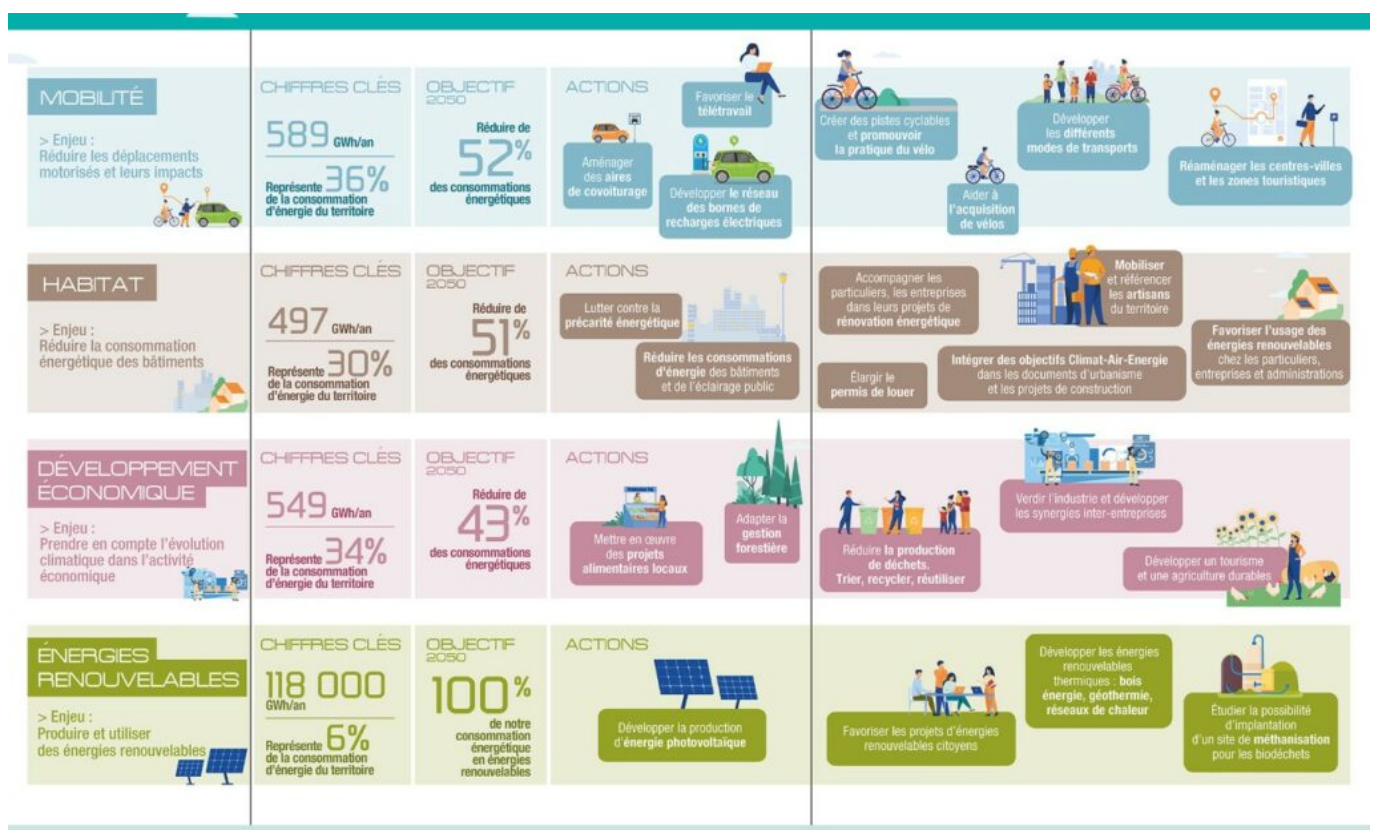 MOBILITÉ
> Enjeu :
Réduire les déplacements
motorisés et leurs impacts
CHIFFRES CLÉS
589 GWh/an
Représente 36%
de la consommation
d'énergie du territoire
OBJECTIF
2050
Réduire de
52%
des consommations
énergétiques
ACTIONS
Aménager
des aires
de covoiturage
Favoriser le
télétravail
Développer le réseau
des bornes de
recharges électriques
Créer des pistes cyclables
et promouvoir
la pratique du vélo
Aider à
l'acquisition
de vélos
Développer
les différents
modes de transports
Réaménager les centres-villes
et les zones touristiques
HABITAT
> Enjeu :
Réduire la consommation
énergétique des bâtiments
CHIFFRES CLÉS
497 GWh/an
Représente 30%
de la consommation
d'énergie du territoire
OBJECTIF
2050
Réduire de
51%
des consommations
énergétiques
ACTIONS
Lutter contre la
précarité énergétique
Réduire les consommations
d'énergie des bâtiments
et de l'éclairage public
Accompagner les
particuliers, les entreprises
dans leurs projets de
rénovation énergétique
Élargir le
permis de louer
Mobiliser
et référencer
les artisans
du territoire
Intégrer des objectifs Climat-Air-Energie
dans les documents d'urbanisme
et les projets de construction
Favoriser l'usage des
énergies renouvelables
chez les particuliers,
entreprises et administrations
DÉVELOPPEMENT
ÉCONOMIQUE
> Enjeu :
Prendre en compte l'évolution
climatique dans l'activité
économique
CHIFFRES CLÉS
549 GWh/an
Représente 34%
de la consommation
d'énergie du territoire
OBJECTIF
2050
Réduire de
43%
des consommations
énergétiques
ACTIONS
Mettre en œuvre
des projets
alimentaires locaux
Adapter la
gestion
forestière
Réduire la production
de déchets.
Trier, recycler, réutiliser
Verdir l'industrie et développer
les synergies inter-entreprises
Développer un tourisme
et une agriculture durables
ÉNERGIES
RENOUVELABLES
> Enjeu :
Produire et utiliser
des énergies renouvelables
CHIFFRES CLÉS
118 000
GWh/an
Représente 6%
de la consommation
d'énergie du territoire
OBJECTIF
2050
100%
de notre
consommation
énergétique
en énergies
renouvelables
ACTIONS
Développer la production
d'énergie photovoltaïque
Favoriser les projets d'énergies
renouvelables citoyens
Développer les énergies
renouvelables
thermiques : bois
énergie, géothermie,
réseaux de chaleur
Étudier la possibilité
d'implantation
d'un site de méthanisation
pour les biodéchets